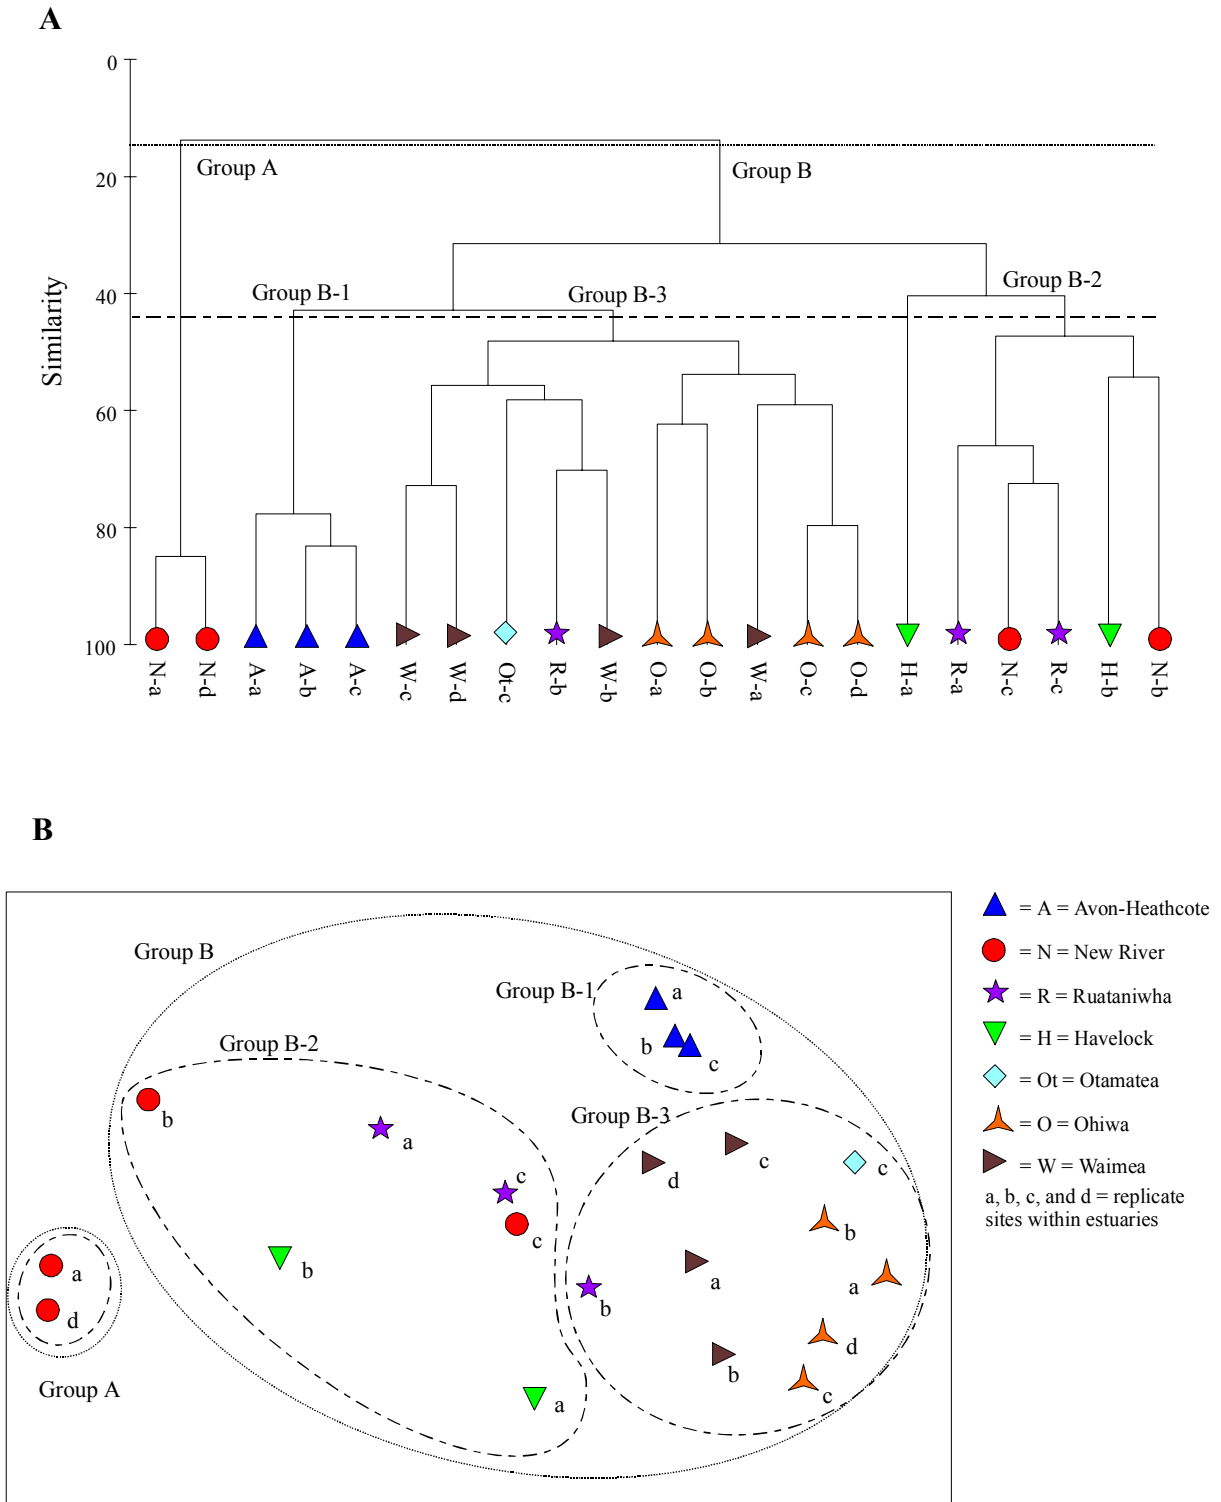 A
0
20
40
60
80
100
Similarity
Group A
Group B
Group B-1
Group B-3
Group B-2
N-a
N-d
A-a
A-b
A-c
W-c
W-d
Ot-c
R-b
W-b
O-a
O-b
W-a
O-c
O-d
H-a
R-a
N-c
R-c
H-b
N-b
B
Group B
Group B-1
a
b
c
Group B-2
b
a
c
c
b
a
Group B-3
d
c
c
b
a
a
b
d
b
c
a
d
Group A
= A = Avon-Heathcote
= N = New River
= R = Ruataniwha
= H = Havelock
= Ot = Otamatea
= O = Ohiwa
= W = Waimea
a, b, c, and d = replicate
sites within estuaries